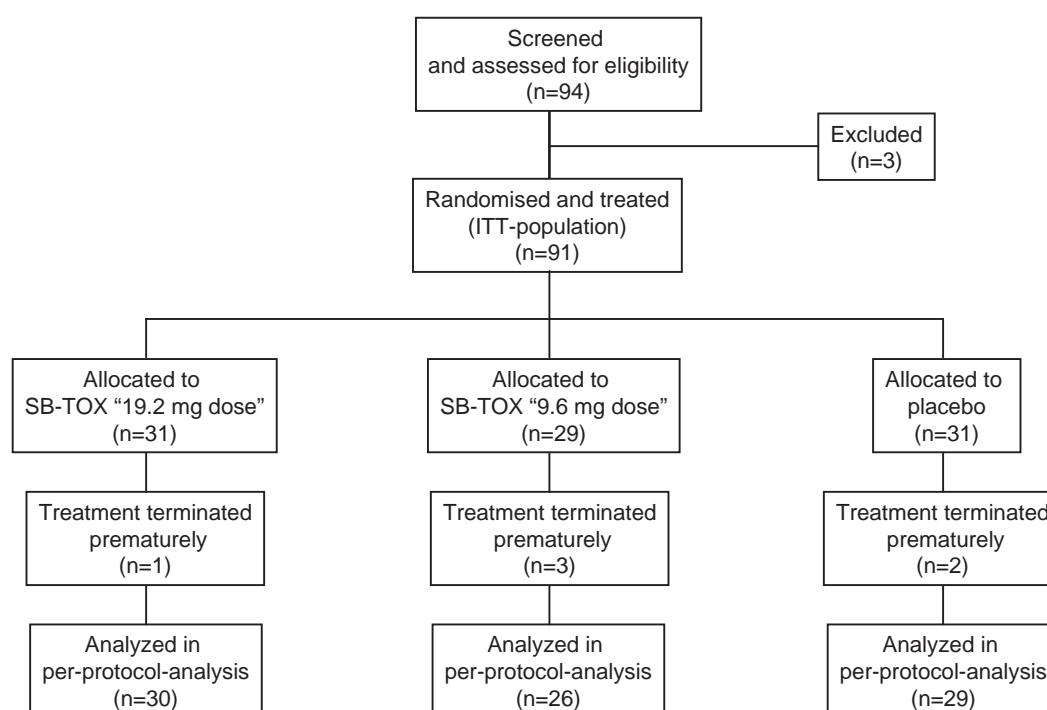 Screened
and assessed for eligibility
(n=94)
Excluded
(n=3)
Randomised and treated
(ITT-population)
(n=91)
Allocated to
SB-TOX “19.2 mg dose”
(n=31)
Allocated to
SB-TOX “9.6 mg dose”
(n=29)
Allocated to
placebo
(n=31)
Treatment terminated
prematurely
(n=1)
Treatment terminated
prematurely
(n=3)
Treatment terminated
prematurely
(n=2)
Analyzed in
per-protocol-analysis
(n=30)
Analyzed in
per-protocol-analysis
(n=26)
Analyzed in
per-protocol-analysis
(n=29)